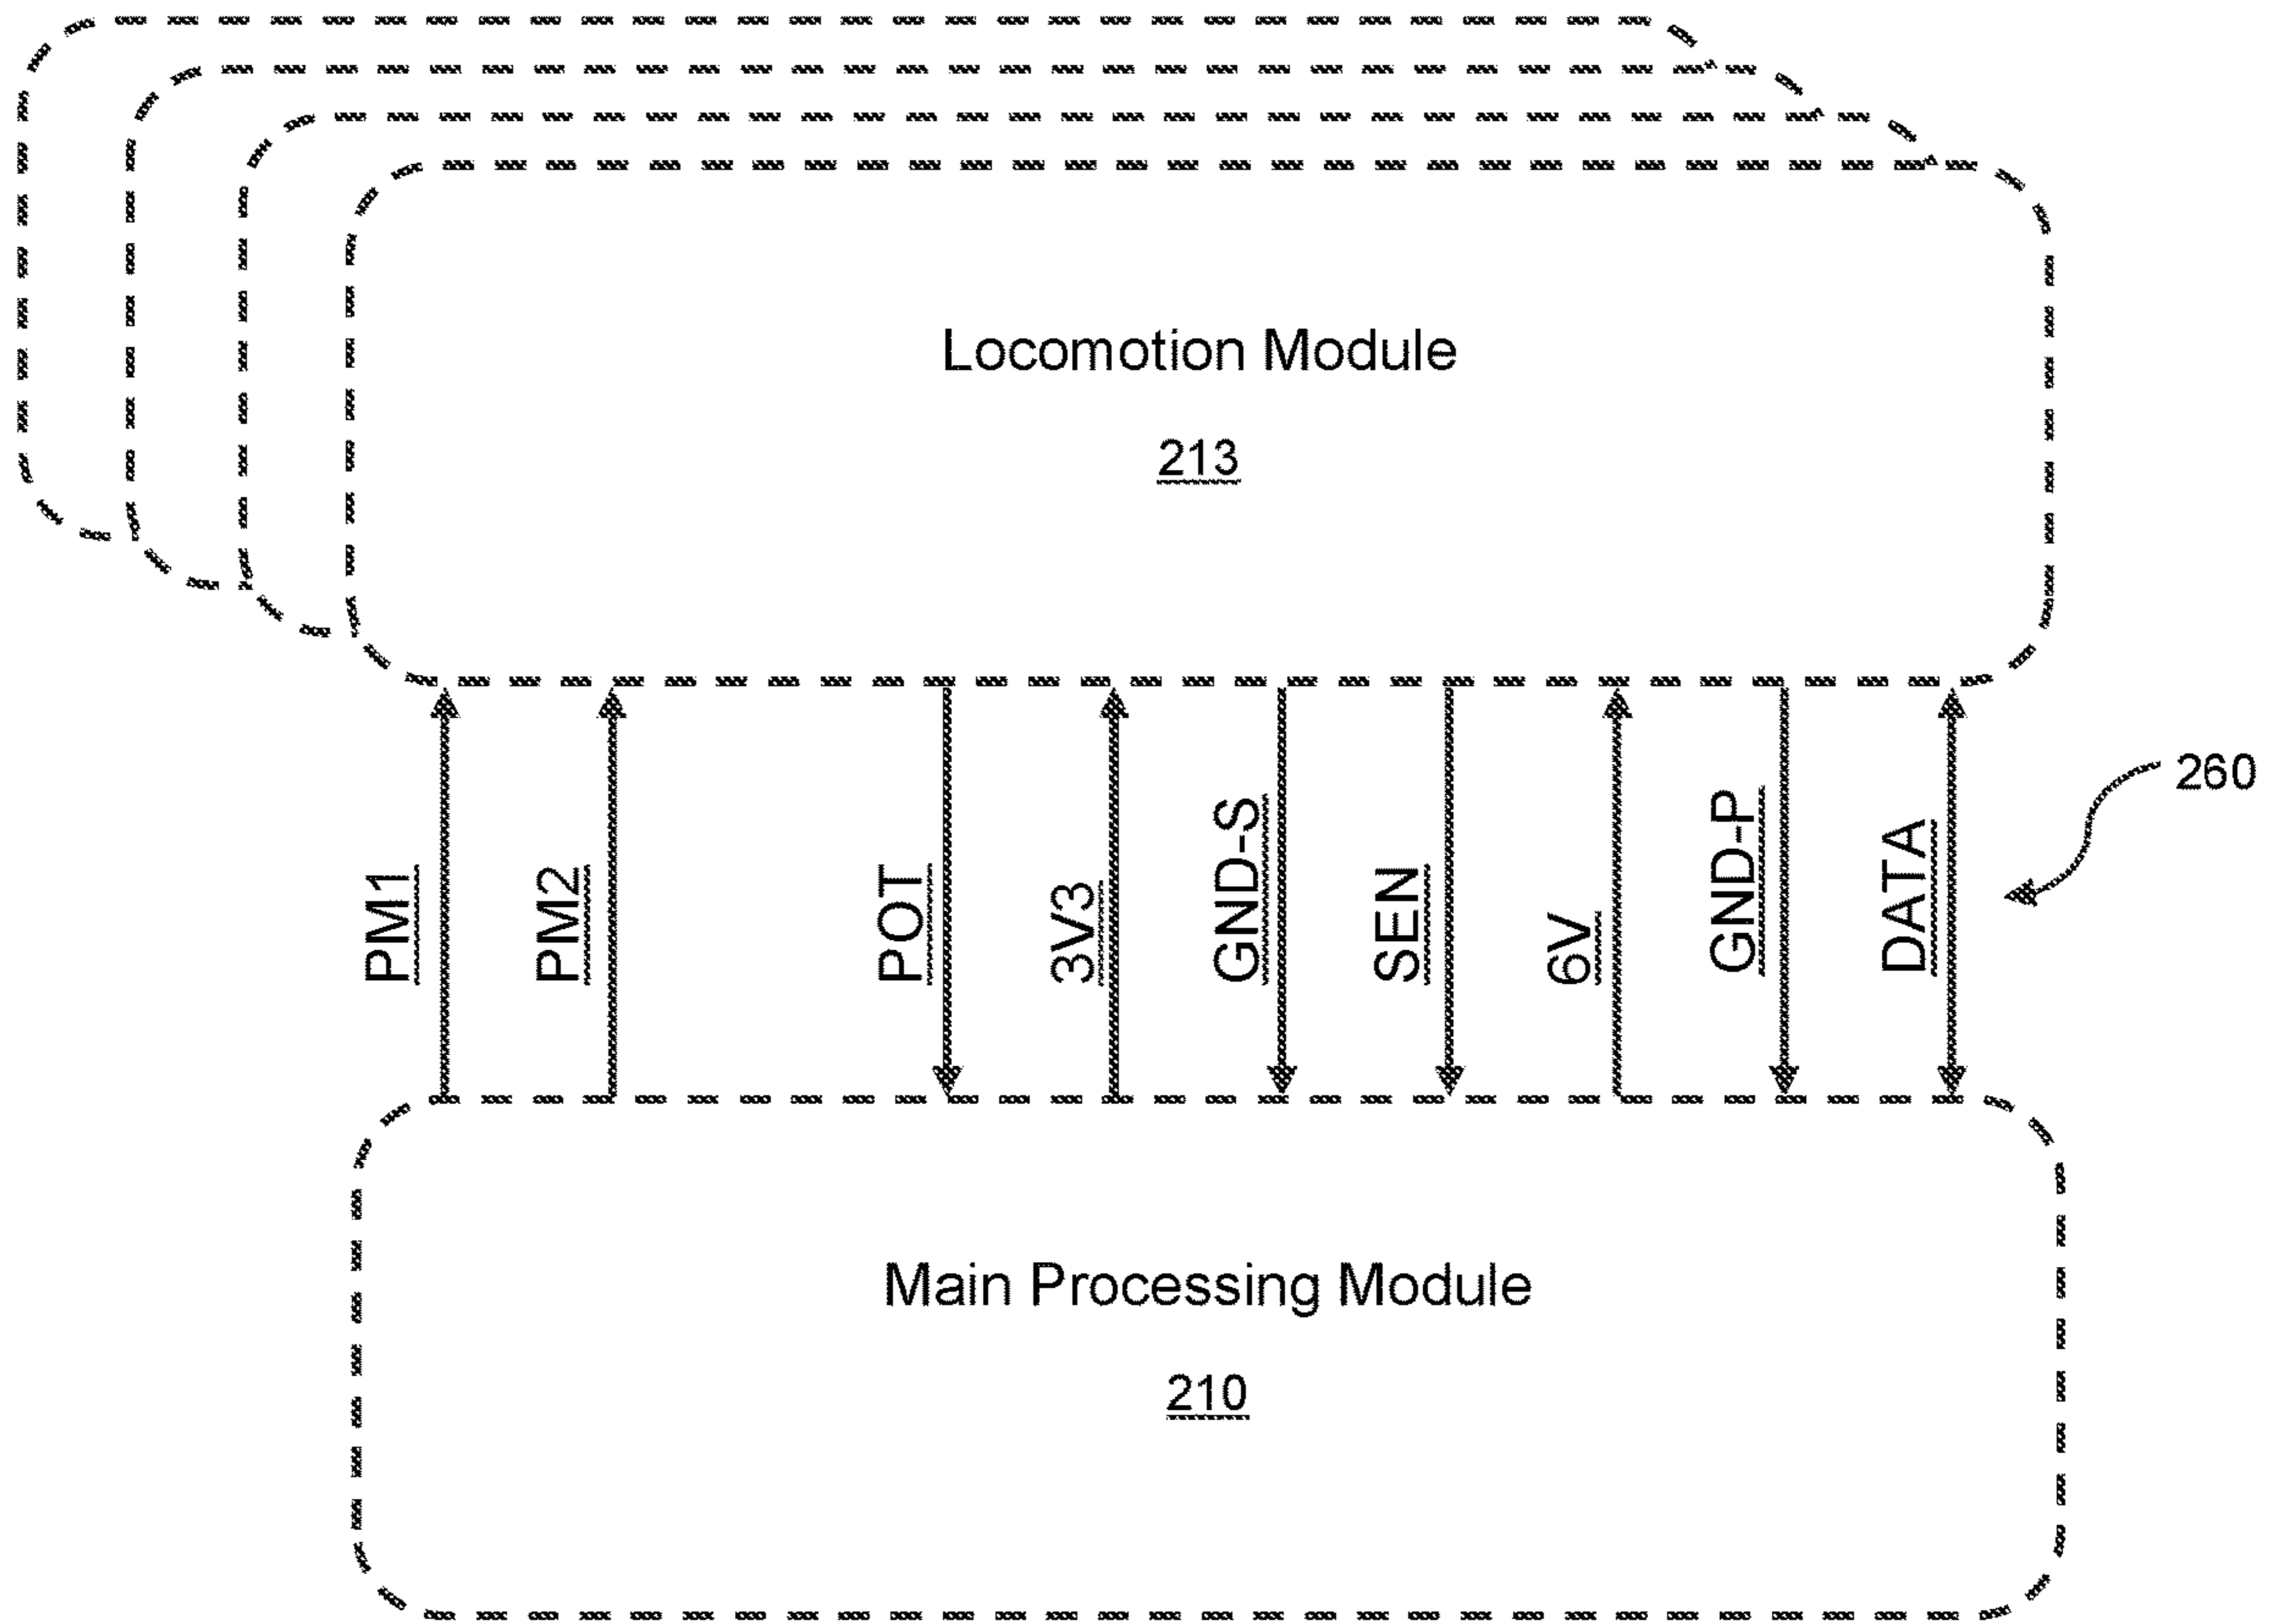 Locomotion Module
213
260
PM1
PM2
POT
3V3
GND-S
SEN
6V
GND-P
DATA
Main Processing Module
210